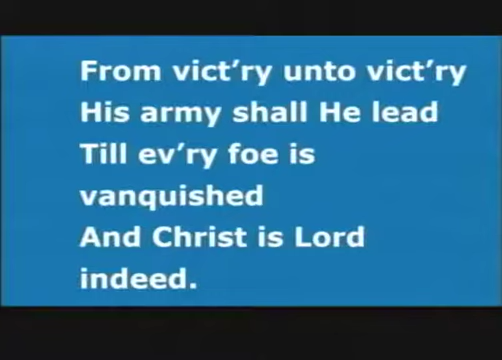 From vict’ry unto vict’ry
His army shall He lead
Till ev’ry foe is
vanquished
And Christ is Lord
indeed.